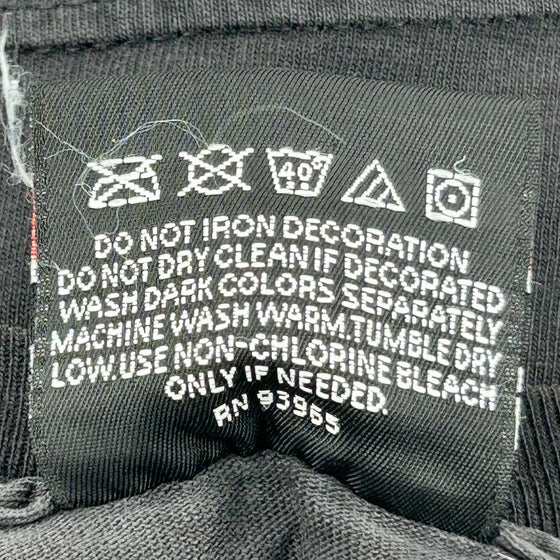 40°
DO NOT IRON DECORATION
DO NOT DRY CLEAN IF DECORATED
WASH DARK COLORS SEPARATELY
MACHINE WASH WARM. TUMBLE DRY
LOW. USE NON-CHLORINE BLEACH
ONLY IF NEEDED.
RN 93965